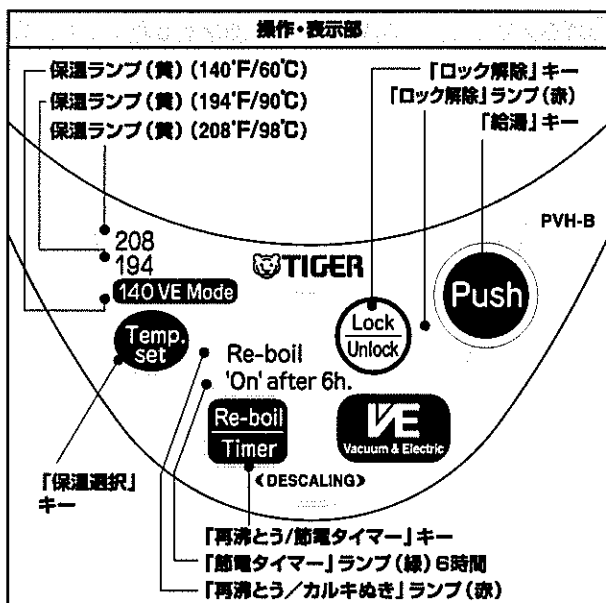 操作・表示部
保温ランプ(黄)(140°F/60°C)
保温ランプ(黄)(194°F/90°C)
保温ランプ(黄)(208°F/98°C)
「ロック解除」キー
「ロック解除」ランプ(赤)
「給湯」キー
PVH-B
208
194
140 VE Mode
TIGER
Push
Lock
Unlock
Temp.
set
Re-boil
'On' after 6h.
Re-boil
Timer
VE
Vacuum & Electric
《DESCALING》
「保温選択」
キー
「再沸とう/節電タイマー」キー
「節電タイマー」ランプ(緑)6時間
「再沸とう/カルキぬき」ランプ(赤)